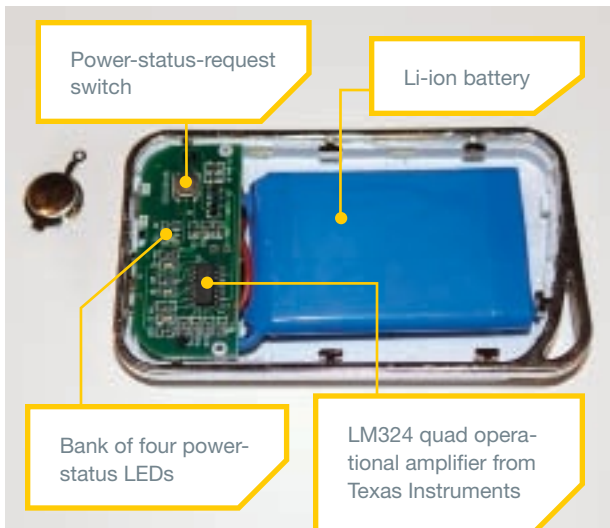 Power-status-request
switch
Li-ion battery
Bank of four power-
status LEDs
LM324 quad opera-
tional amplifier from
Texas Instruments